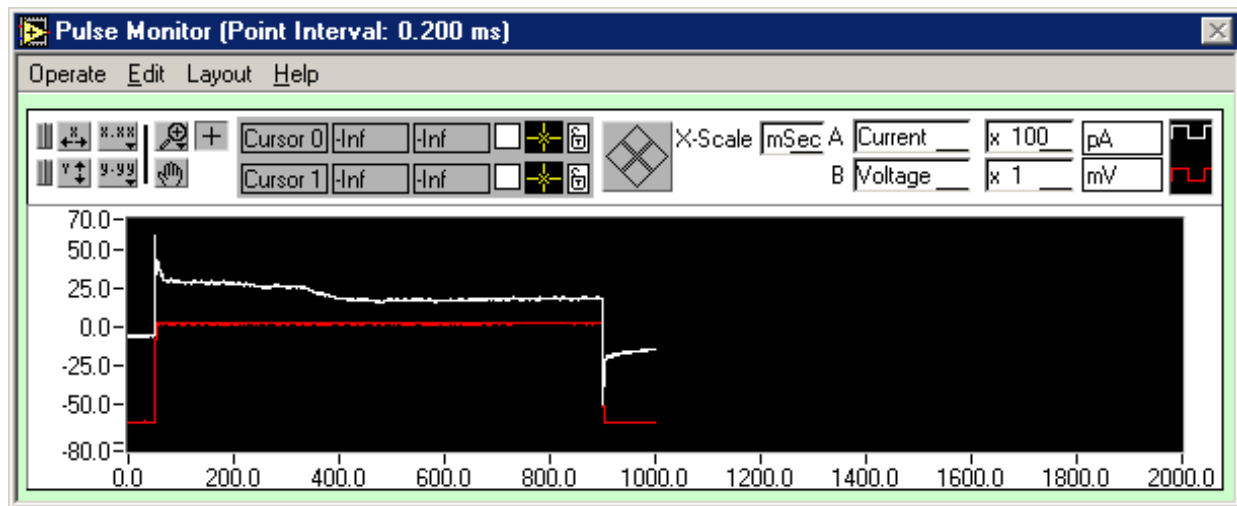 Pulse Monitor (Point Interval: 0.200 ms)
Operate Edit Layout Help
X x.xx Cursor 0 -Inf -Inf X-Scale mSec A Current x 100 pA
Y y.yy Cursor 1 -Inf -Inf B Voltage x 1 mV
70.0
50.0
25.0
0.0
-25.0
-50.0
-80.0
0.0 200.0 400.0 600.0 800.0 1000.0 1200.0 1400.0 1600.0 1800.0 2000.0